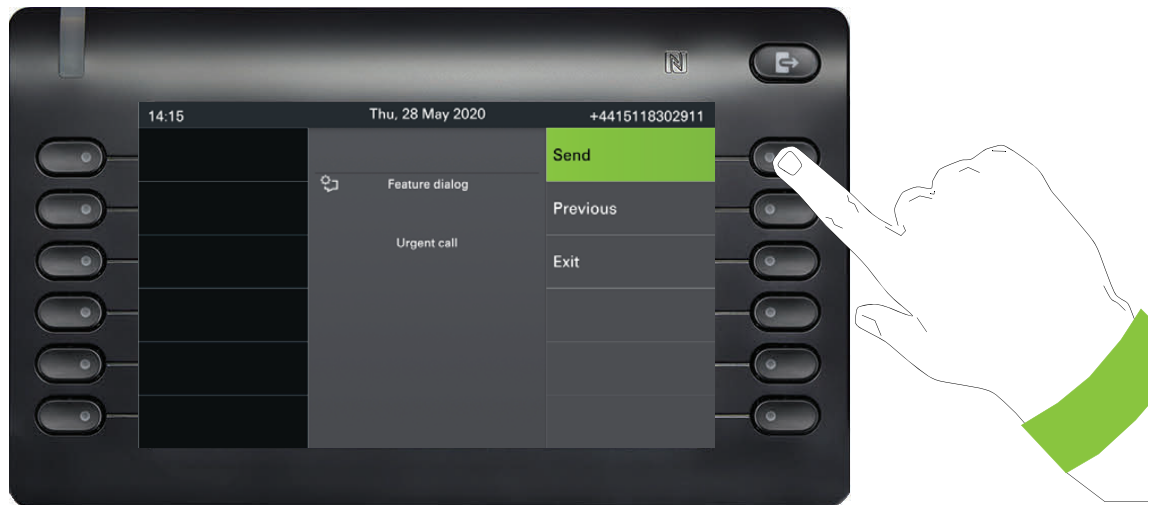 14:15 Thu, 28 May 2020 +4415118302911
Send
Feature dialog
Previous
Urgent call
Exit